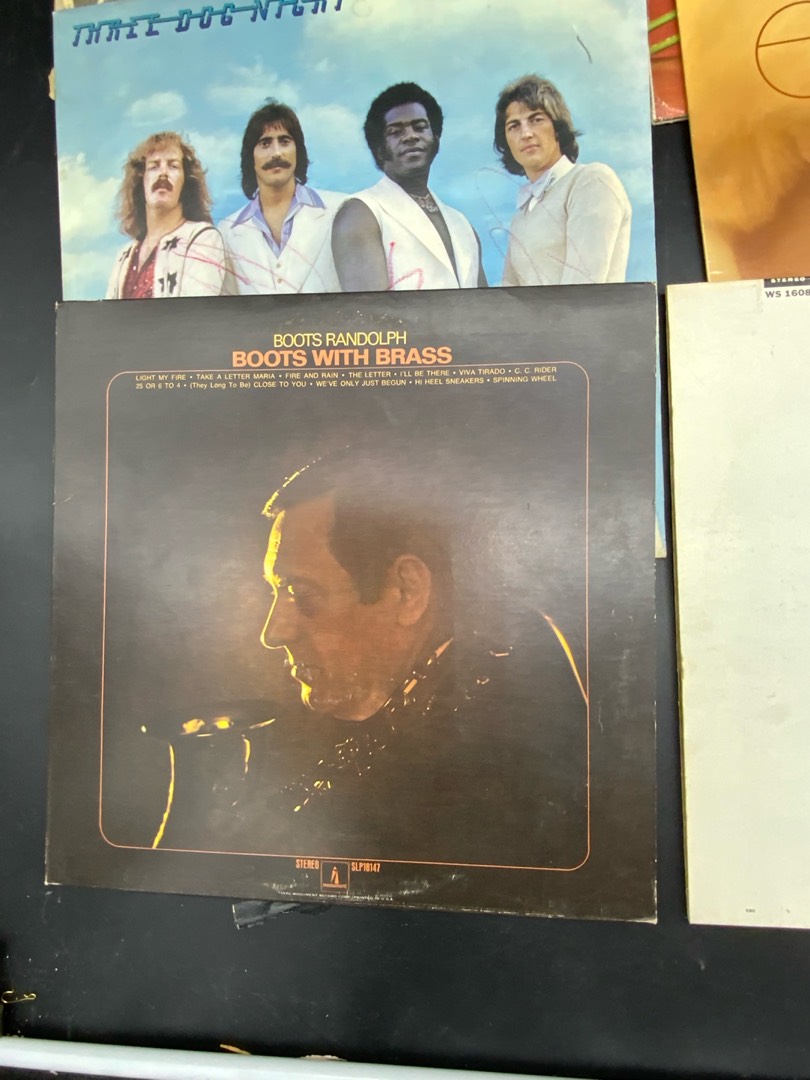 THREE DOG NIGHT
STEREO
WS 1608
BOOTS RANDOLPH
BOOTS WITH BRASS
LIGHT MY FIRE • TAKE A LETTER MARIA • FIRE AND RAIN • THE LETTER • I'LL BE THERE • VIVA TIRADO • C. C. RIDER
25 OR 6 TO 4 • (They Long To Be) CLOSE TO YOU • WE'VE ONLY JUST BEGUN • HI HEEL SNEAKERS • SPINNING WHEEL
STEREO SLP18147